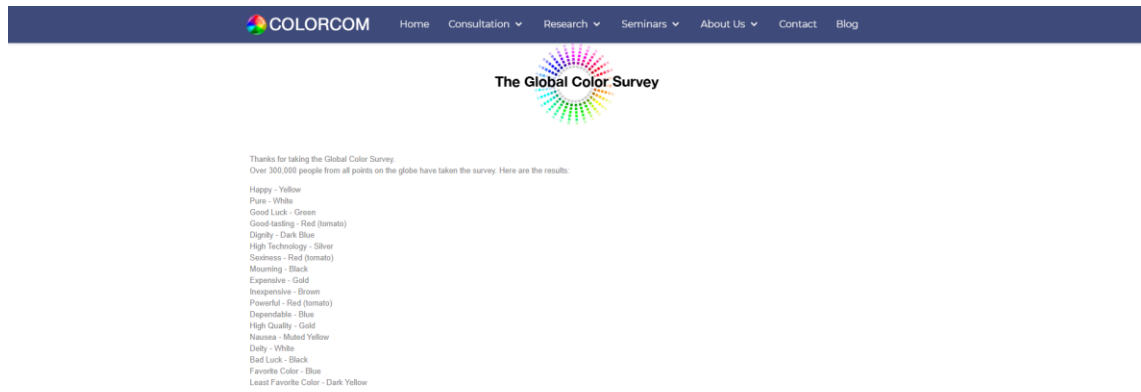 COLORCOM Home Consultation Research Seminars About Us Contact Blog
The Global Color Survey
Thanks for taking the Global Color Survey.
Over 300,000 people from all points on the globe have taken the survey. Here are the results:
Happy - Yellow
Pure - White
Good Luck - Green
Good-tasting - Red (tomato)
Dignity - Dark Blue
High Technology - Silver
Sexiness - Red (tomato)
Mourning - Black
Expensive - Gold
Inexpensive - Brown
Powerful - Red (tomato)
Dependable - Blue
High Quality - Gold
Nausea - Muted Yellow
Deity - White
Bad Luck - Black
Favorite Color - Blue
Least Favorite Color - Dark Yellow